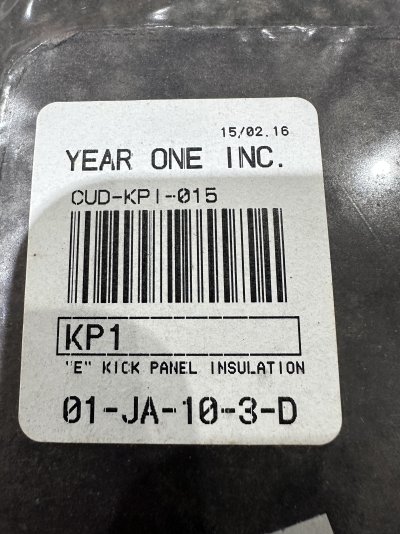 15/02.16
YEAR ONE INC.
CUD-KPI-015
KP1
"E" KICK PANEL INSULATION
01-JA-10-3-D